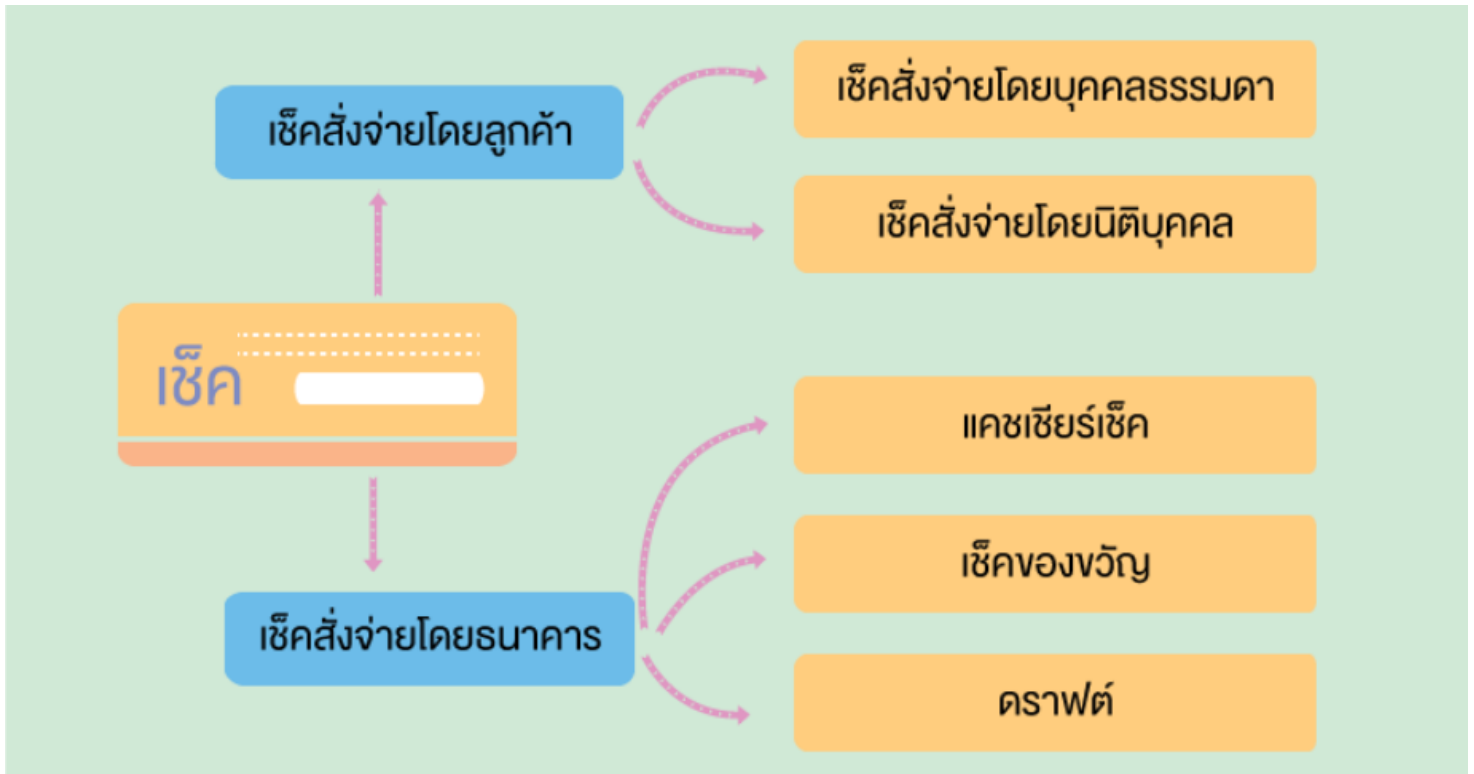 เช็คสั่งจ่ายโดยบุคคลธรรมดา
เช็คสั่งจ่ายโดยลูกค้า
เช็คสั่งจ่ายโดยนิติบุคคล
เช็ค
แคชเชียร์เช็ค
เช็คของขวัญ
เช็คสั่งจ่ายโดยธนาคาร
ดราฟต์